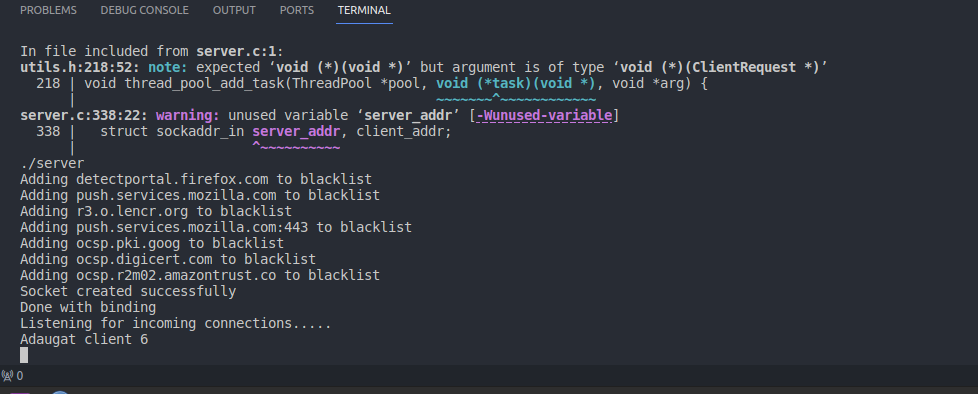 PROBLEMS DEBUG CONSOLE OUTPUT PORTS TERMINAL
In file included from server.c:1:
utils.h:218:52: note: expected ‘void (*)(void *)’ but argument is of type ‘void (*)(ClientRequest *)’
218 | void thread_pool_add_task(ThreadPool *pool, void (*task)(void *), void *arg) {
| ~~~~~~~^~~~~~~~~~~~~
server.c:338:22: warning: unused variable ‘server_addr’ [-Wunused-variable]
338 | struct sockaddr_in server_addr, client_addr;
| ^~~~~~~~~~~
./server
Adding detectportal.firefox.com to blacklist
Adding push.services.mozilla.com to blacklist
Adding r3.o.lencr.org to blacklist
Adding push.services.mozilla.com:443 to blacklist
Adding ocsp.pki.goog to blacklist
Adding ocsp.digicert.com to blacklist
Adding ocsp.r2m02.amazontrust.co to blacklist
Socket created successfully
Done with binding
Listening for incoming connections.....
Adaugat client 6
0